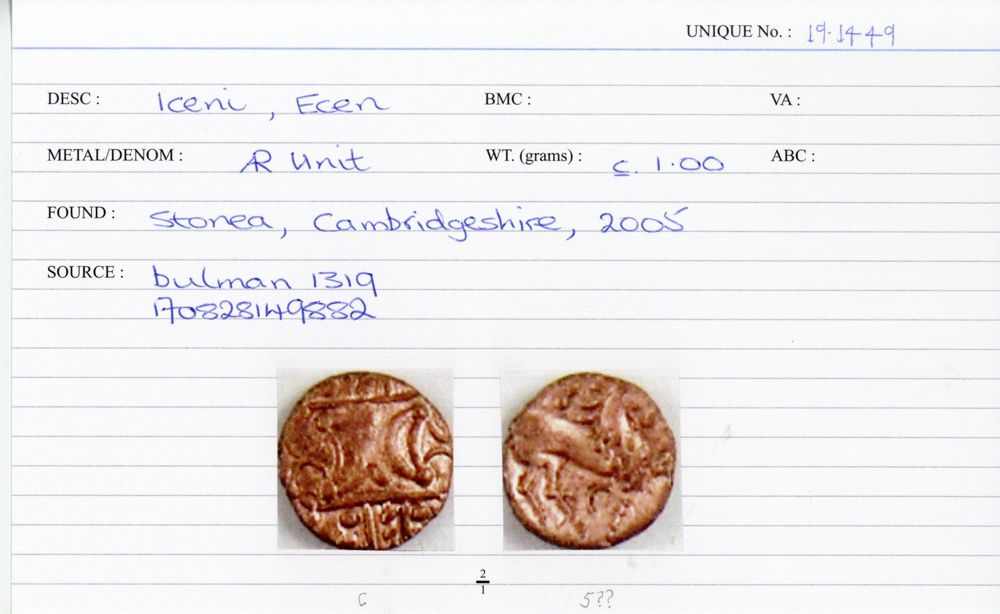 UNIQUE No. : 19.1449
DESC : Iceni, Ecen BMC : VA :
METAL/DENOM : AR Unit WT. (grams) : c. 1.00 ABC :
FOUND : Stonea, Cambridgeshire, 2005
SOURCE : bulman 1319
170828149882
2
1
C 5??